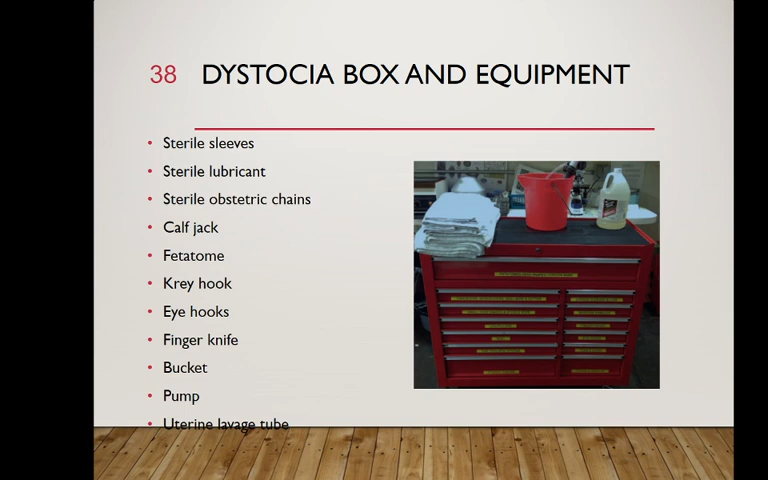 38 DYSTOCIA BOX AND EQUIPMENT
• Sterile sleeves
• Sterile lubricant
• Sterile obstetric chains
• Calf jack
• Fetatome
• Krey hook
• Eye hooks
• Finger knife
• Bucket
• Pump
• Uterine lavage tube